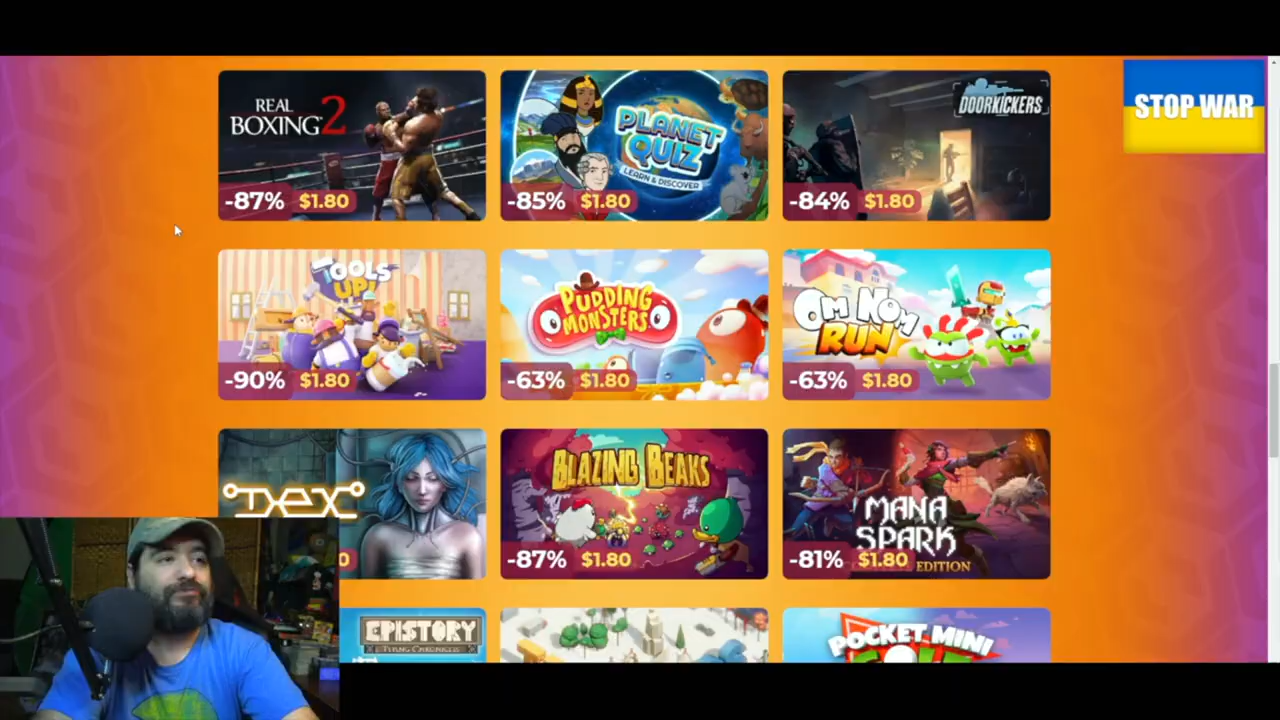 REAL
BOXING 2
-87% $1.80
PLANET
QUIZ
LEARN & DISCOVER
-85% $1.80
DOORKICKERS
-84% $1.80
STOP WAR
TOOLS
UP!
-90% $1.80
PUDDING
MONSTERS
-63% $1.80
OM NOM
RUN
-63% $1.80
DEX
0
BLAZING BEAKS
-87% $1.80
MANA
SPARK
EDITION
-81% $1.80
EPISTORY
TYPING CHRONICLES
POCKET MINI
GOLF